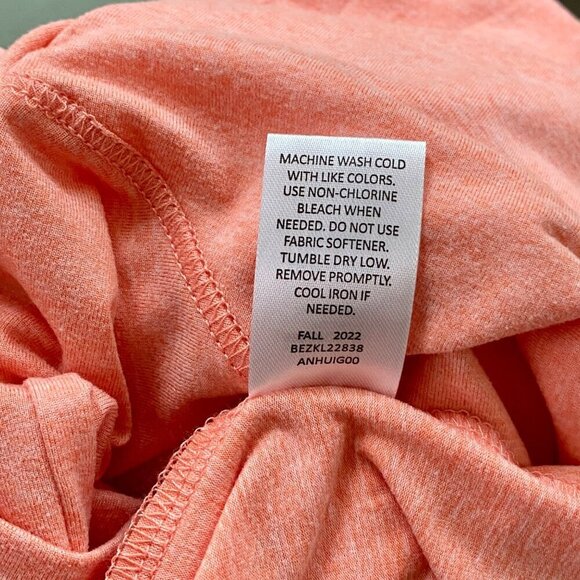 MACHINE WASH COLD
WITH LIKE COLORS.
USE NON-CHLORINE
BLEACH WHEN
NEEDED. DO NOT USE
FABRIC SOFTENER.
TUMBLE DRY LOW.
REMOVE PROMPTLY.
COOL IRON IF
NEEDED.
FALL 2022
BEZKL22838
ANHUIG00